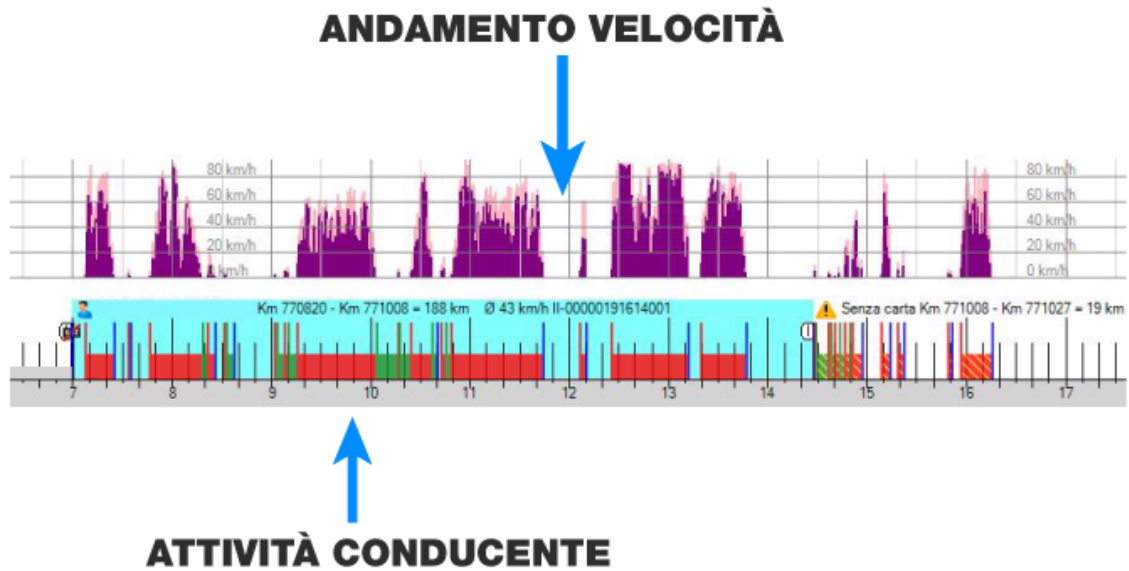 ANDAMENTO VELOCITÀ
80 km/h 80 km/h
60 km/h 60 km/h
40 km/h 40 km/h
20 km/h 20 km/h
km/h 0 km/h
Km 770820 - Km 771008 = 188 km Ø 43 km/h II-00000191614001 Senza carta Km 771008 - Km 771027 = 19 km
7 8 9 10 11 12 13 14 15 16 17
ATTIVITÀ CONDUCENTE